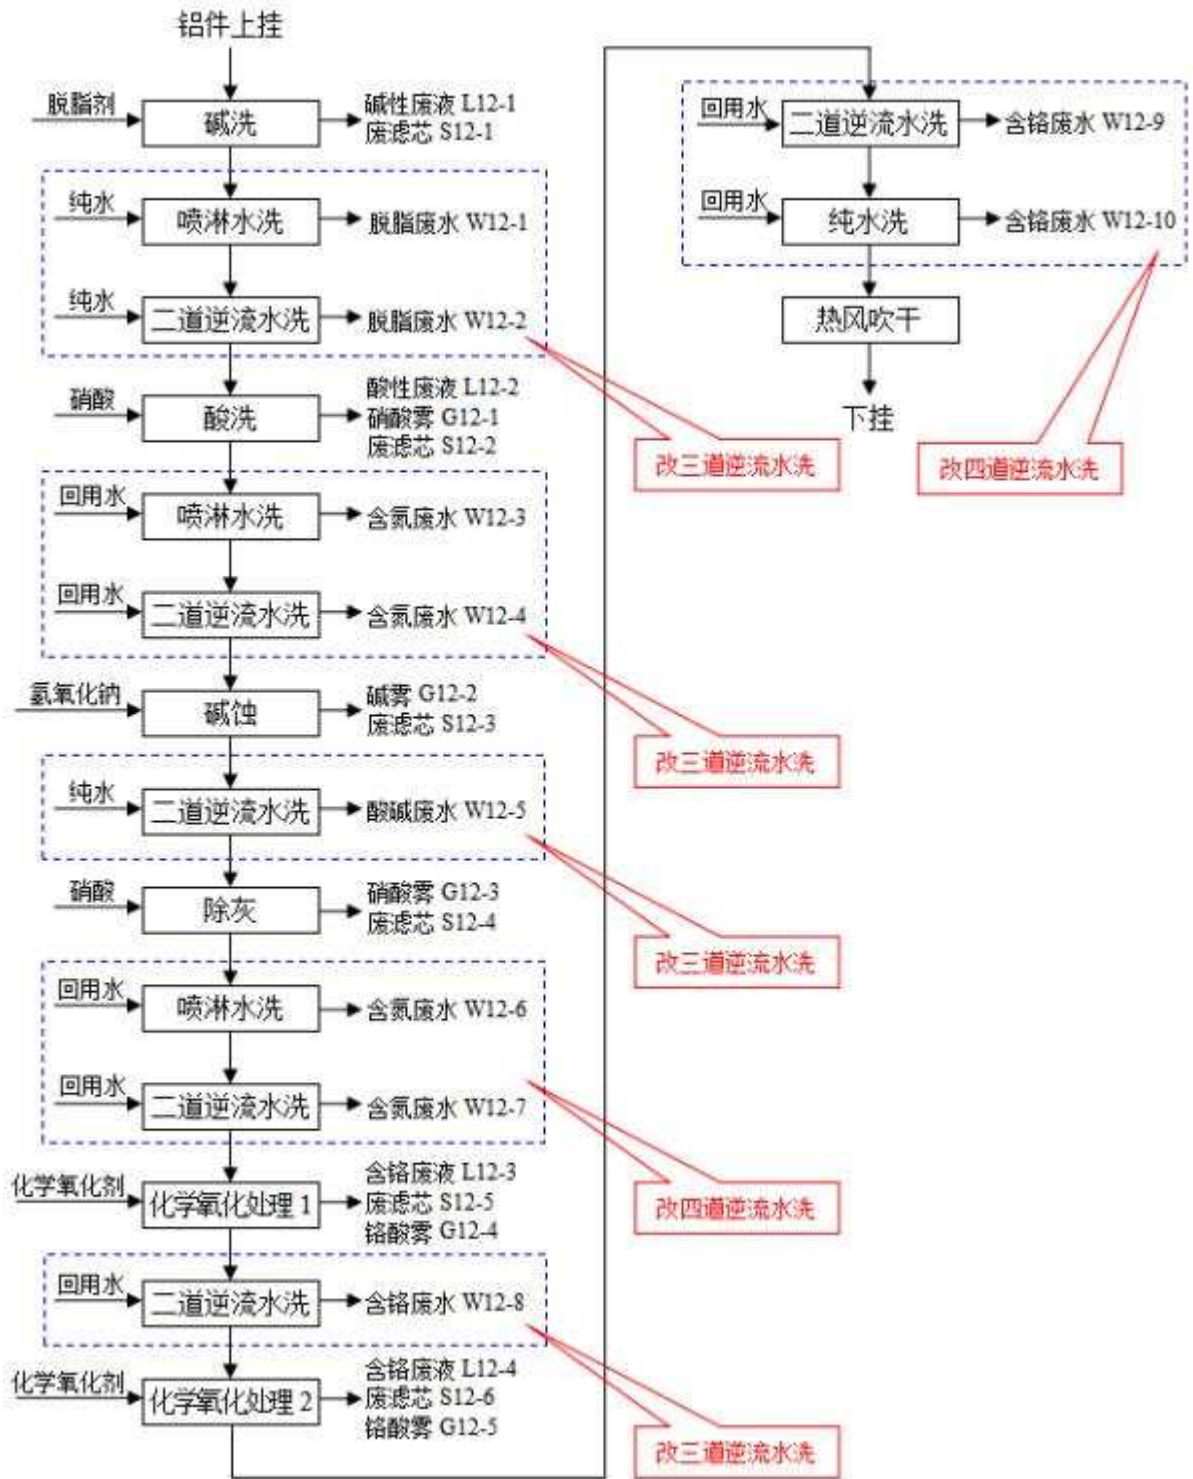 铝件上挂
脱脂剂
碱洗
碱性废液 L12-1
废滤芯 S12-1
纯水
喷淋水洗
脱脂废水 W12-1
纯水
二道逆流水洗
脱脂废水 W12-2
改三道逆流水洗
硝酸
酸洗
酸性废液 L12-2
硝酸雾 G12-1
废滤芯 S12-2
回用水
喷淋水洗
含氮废水 W12-3
回用水
二道逆流水洗
含氮废水 W12-4
改三道逆流水洗
氢氧化钠
碱蚀
碱雾 G12-2
废滤芯 S12-3
纯水
二道逆流水洗
酸碱废水 W12-5
改三道逆流水洗
硝酸
除灰
硝酸雾 G12-3
废滤芯 S12-4
回用水
喷淋水洗
含氮废水 W12-6
回用水
二道逆流水洗
含氮废水 W12-7
改四道逆流水洗
化学氧化剂
化学氧化处理 1
含铬废液 L12-3
废滤芯 S12-5
铬酸雾 G12-4
回用水
二道逆流水洗
含铬废水 W12-8
改三道逆流水洗
化学氧化剂
化学氧化处理 2
含铬废液 L12-4
废滤芯 S12-6
铬酸雾 G12-5
回用水
二道逆流水洗
含铬废水 W12-9
回用水
纯水洗
含铬废水 W12-10
改四道逆流水洗
热风吹干
下挂